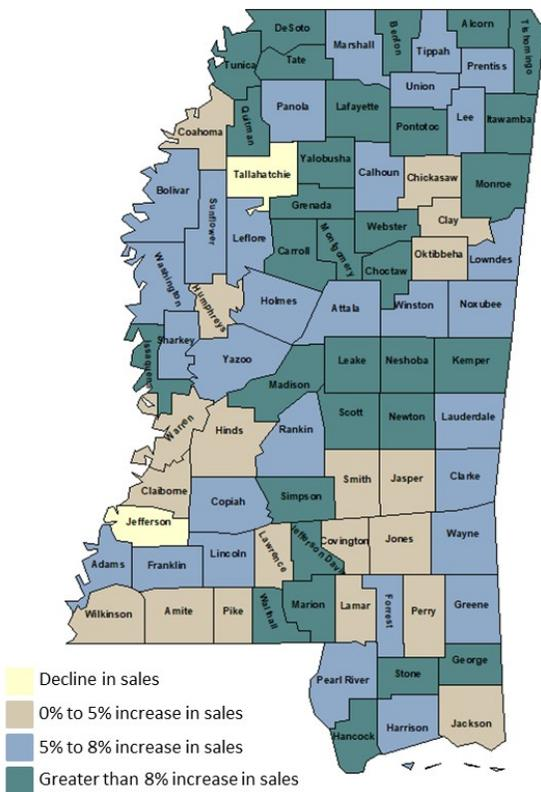 DeSoto
Marshall
Benton
Tippah
Alcorn
Tishomingo
Tunica
Tate
Prentiss
Union
Panola
Lafayette
Pontotoc
Lee
Itawamba
Quitman
Coahoma
Tallahatchie
Yalobusha
Calhoun
Chickasaw
Monroe
Bolivar
Sunflower
Leflore
Grenada
Webster
Clay
Carroll
Montgomery
Choctaw
Oktibbeha
Lowndes
Washington
Humphreys
Holmes
Attala
Winston
Noxubee
Sharkey
Issaquena
Yazoo
Madison
Leake
Neshoba
Kemper
Warren
Hinds
Rankin
Scott
Newton
Lauderdale
Claiborne
Copiah
Simpson
Smith
Jasper
Clarke
Jefferson
Adams
Franklin
Lincoln
Lawrence
Jefferson Davis
Covington
Jones
Wayne
Wilkinson
Amite
Pike
Walthall
Marion
Lamar
Forrest
Perry
Greene
Pearl River
Stone
George
Hancock
Harrison
Jackson
Decline in sales
0% to 5% increase in sales
5% to 8% increase in sales
Greater than 8% increase in sales